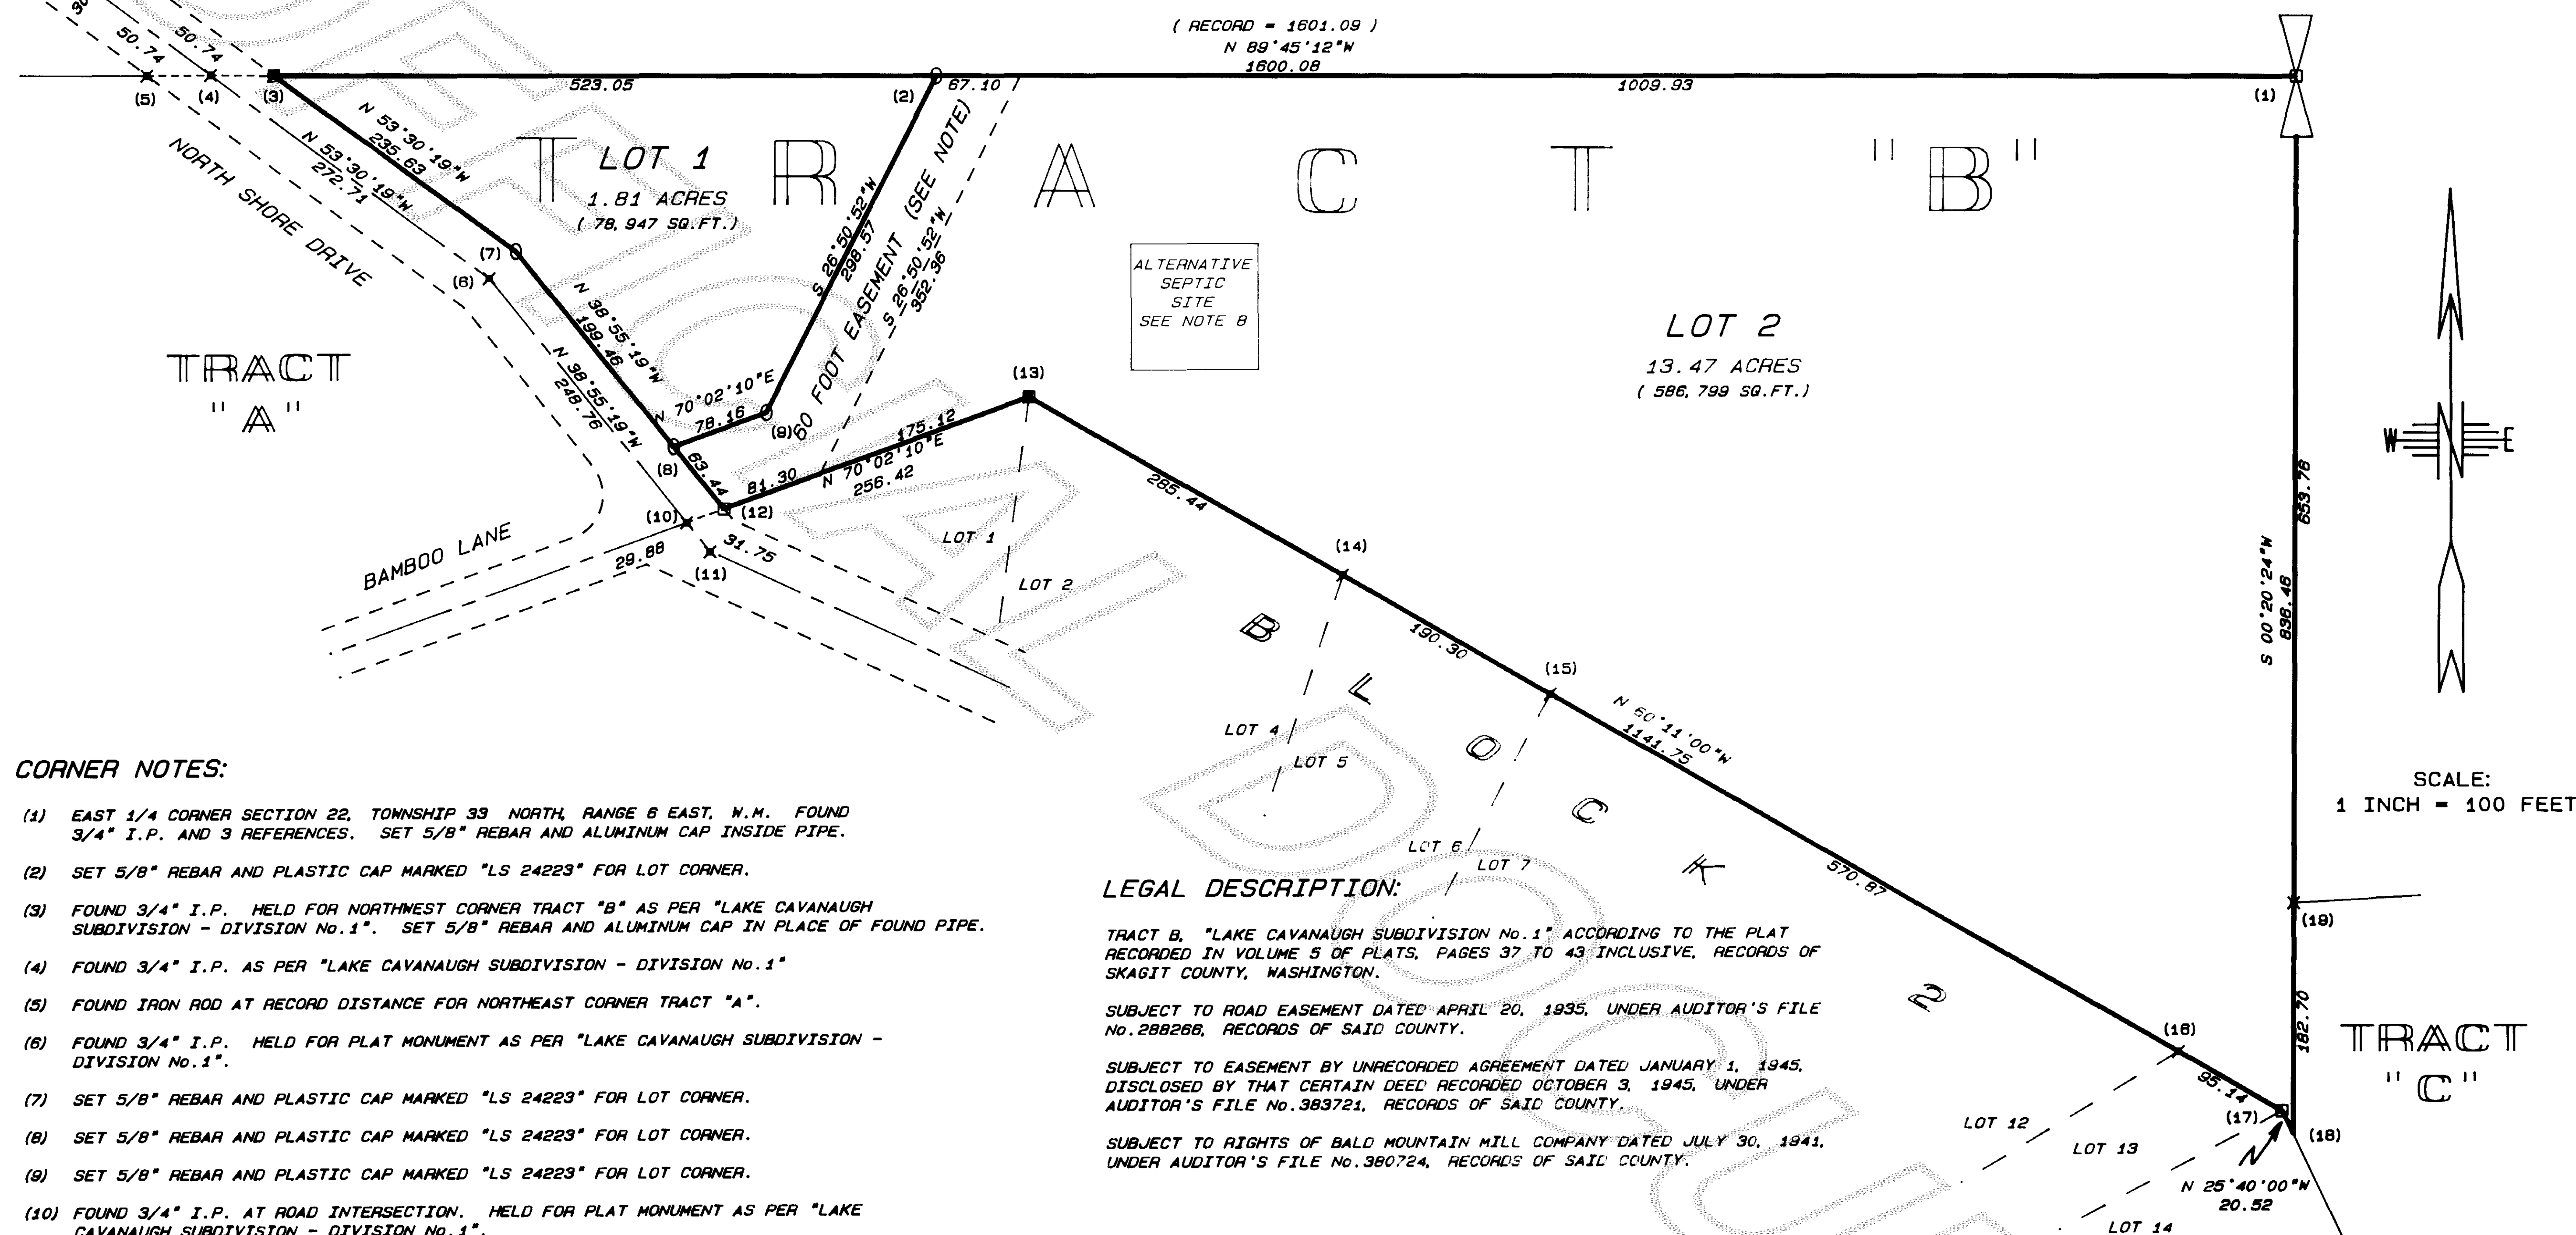 ( RECORD = 1601.09 )
N 89°45'12"W
1600.08
523.05
67.10
1009.93
50.74
50.74
(5)
(4)
(3)
(2)
(1)
N 53°30'19"W
235.63
N 53°30'19"W
272.71
NORTH SHORE DRIVE
TRACT "B"
LOT 1
1.81 ACRES
( 78,947 SQ.FT.)
S 26°50'52"W
298.57
60 FOOT EASEMENT (SEE NOTE)
S 26°50'52"W
352.36
ALTERNATIVE
SEPTIC
SITE
SEE NOTE 8
LOT 2
13.47 ACRES
( 586,799 SQ.FT.)
(7)
(6)
N 38°55'19"W
199.46
N 38°55'19"W
248.76
TRACT
"A"
N 70°02'10"E
78.16
(9)
(8)
63.44
(13)
175.12
81.30
N 70°02'10"E
256.42
(10)
(12)
(11)
31.75
29.88
BAMBOO LANE
LOT 1
LOT 2
285.44
(14)
190.30
(15)
N 60°11'00"W
1141.75
BLOCK 2
LOT 4
LOT 5
LOT 6
LOT 7
570.87
653.76
S 00°20'24"W
836.48
W
N
E
SCALE:
1 INCH = 100 FEET
(19)
182.70
(16)
95.14
(17)
(18)
TRACT
"C"
LOT 12
LOT 13
LOT 14
N 25°40'00"W
20.52
CORNER NOTES:
(1) EAST 1/4 CORNER SECTION 22, TOWNSHIP 33 NORTH, RANGE 6 EAST, W.M. FOUND
3/4" I.P. AND 3 REFERENCES. SET 5/8" REBAR AND ALUMINUM CAP INSIDE PIPE.
(2) SET 5/8" REBAR AND PLASTIC CAP MARKED "LS 24223" FOR LOT CORNER.
(3) FOUND 3/4" I.P. HELD FOR NORTHWEST CORNER TRACT "B" AS PER "LAKE CAVANAUGH
SUBDIVISION - DIVISION No.1". SET 5/8" REBAR AND ALUMINUM CAP IN PLACE OF FOUND PIPE.
(4) FOUND 3/4" I.P. AS PER "LAKE CAVANAUGH SUBDIVISION - DIVISION No.1"
(5) FOUND IRON ROD AT RECORD DISTANCE FOR NORTHEAST CORNER TRACT "A".
(6) FOUND 3/4" I.P. HELD FOR PLAT MONUMENT AS PER "LAKE CAVANAUGH SUBDIVISION -
DIVISION No.1".
(7) SET 5/8" REBAR AND PLASTIC CAP MARKED "LS 24223" FOR LOT CORNER.
(8) SET 5/8" REBAR AND PLASTIC CAP MARKED "LS 24223" FOR LOT CORNER.
(9) SET 5/8" REBAR AND PLASTIC CAP MARKED "LS 24223" FOR LOT CORNER.
(10) FOUND 3/4" I.P. AT ROAD INTERSECTION. HELD FOR PLAT MONUMENT AS PER "LAKE
CAVANAUGH SUBDIVISION - DIVISION No.1".
LEGAL DESCRIPTION:
TRACT B, "LAKE CAVANAUGH SUBDIVISION No.1" ACCORDING TO THE PLAT
RECORDED IN VOLUME 5 OF PLATS, PAGES 37 TO 43 INCLUSIVE, RECORDS OF
SKAGIT COUNTY, WASHINGTON.
SUBJECT TO ROAD EASEMENT DATED APRIL 20, 1935, UNDER AUDITOR'S FILE
No.288266, RECORDS OF SAID COUNTY.
SUBJECT TO EASEMENT BY UNRECORDED AGREEMENT DATED JANUARY 1, 1945,
DISCLOSED BY THAT CERTAIN DEED RECORDED OCTOBER 3, 1945, UNDER
AUDITOR'S FILE No.383721, RECORDS OF SAID COUNTY.
SUBJECT TO RIGHTS OF BALD MOUNTAIN MILL COMPANY DATED JULY 30, 1941,
UNDER AUDITOR'S FILE No.380724, RECORDS OF SAID COUNTY.